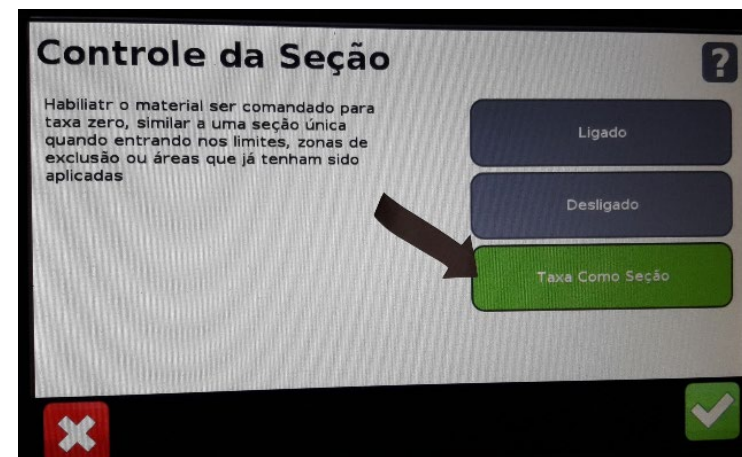 Controle da Seção
?
Habiliatr o material ser comandado para
taxa zero, similar a uma seção única
quando entrando nos limites, zonas de
exclusão ou áreas que já tenham sido
aplicadas
Ligado
Desligado
Taxa Como Seção